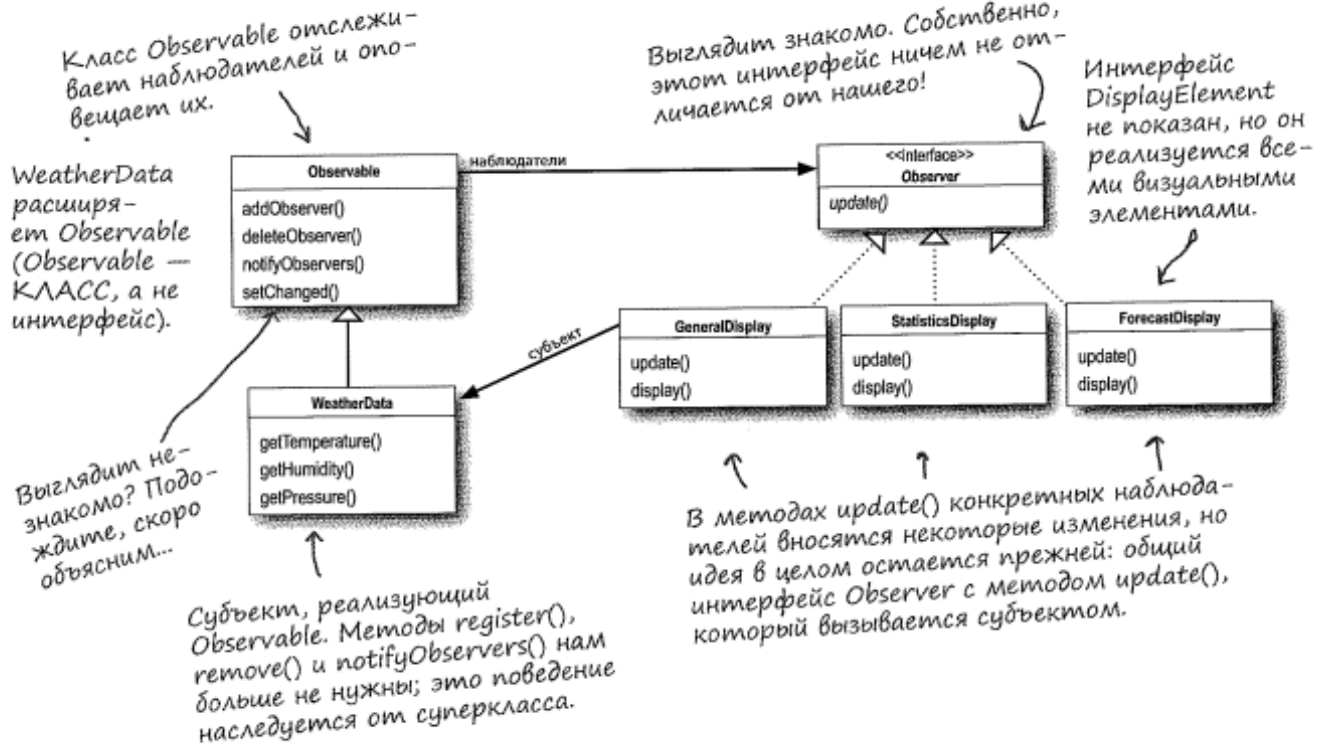 Класс Observable отслежи-
вает наблюдателей и опо-
вещает их.
Выглядит знакомо. Собственно,
этот интерфейс ничем не от-
личается от нашего!
Интерфейс
DisplayElement
не показан, но он
реализуется все-
ми визуальными
элементами.
WeatherData
расширя-
ет Observable
(Observable —
КЛАСС, а не
интерфейс).
Observable
addObserver()
deleteObserver()
notifyObservers()
setChanged()
наблюдатели
<<interface>>
Observer
update()
субъект
GeneralDisplay
update()
display()
StatisticsDisplay
update()
display()
ForecastDisplay
update()
display()
WeatherData
getTemperature()
getHumidity()
getPressure()
Выглядит не-
знакомо? Подо-
ждите, скоро
объясним...
Субъект, реализующий
Observable. Методы register(),
remove() и notifyObservers() нам
больше не нужны; это поведение
наследуется от суперкласса.
В методах update() конкретных наблюда-
телей вносятся некоторые изменения, но
идея в целом остается прежней: общий
интерфейс Observer с методом update(),
который вызывается субъектом.